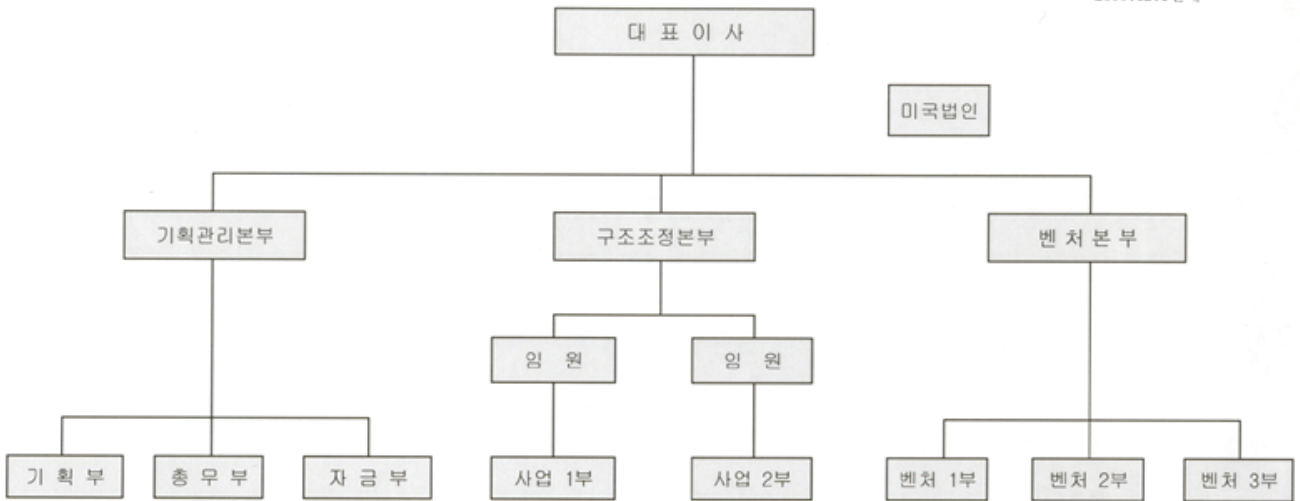 대 표 이 사
미국법인
기획관리본부
구조조정본부
벤 처 본 부
임 원
임 원
기 획 부
총 무 부
자 금 부
사업 1부
사업 2부
벤처 1부
벤처 2부
벤처 3부